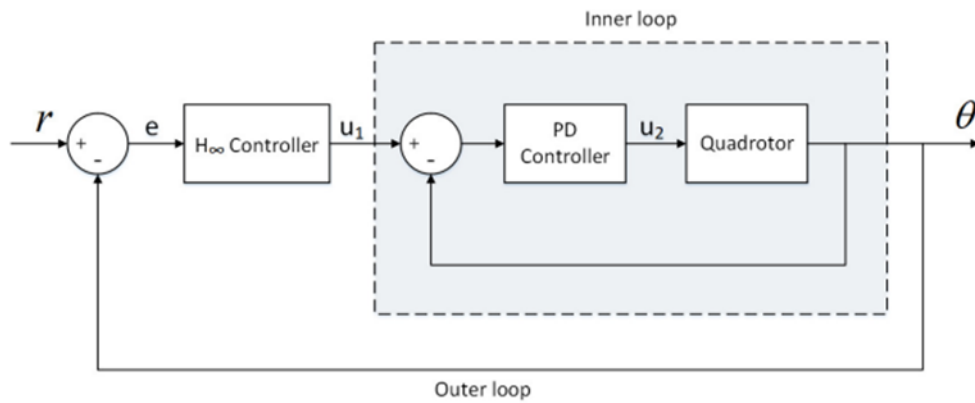 Inner loop
r
+
-
e
H∞ Controller
u1
+
-
PD
Controller
u2
Quadrotor
θ
Outer loop